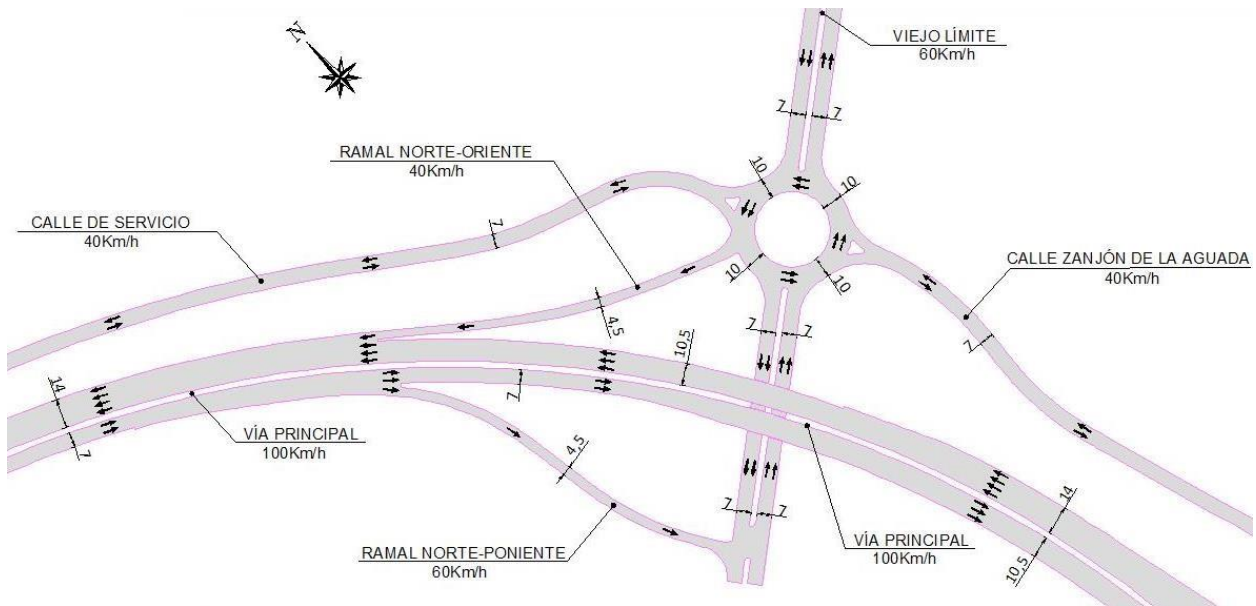 N
VIEJO LÍMITE
60Km/h
7
7
RAMAL NORTE-ORIENTE
40Km/h
10
10
CALLE DE SERVICIO
40Km/h
7
CALLE ZANJÓN DE LA AGUADA
40Km/h
10
10
4,5
7
7
7
10,5
14
7
7
VÍA PRINCIPAL
100Km/h
4,5
14
7
7
VÍA PRINCIPAL
100Km/h
RAMAL NORTE-PONIENTE
60Km/h
10,5